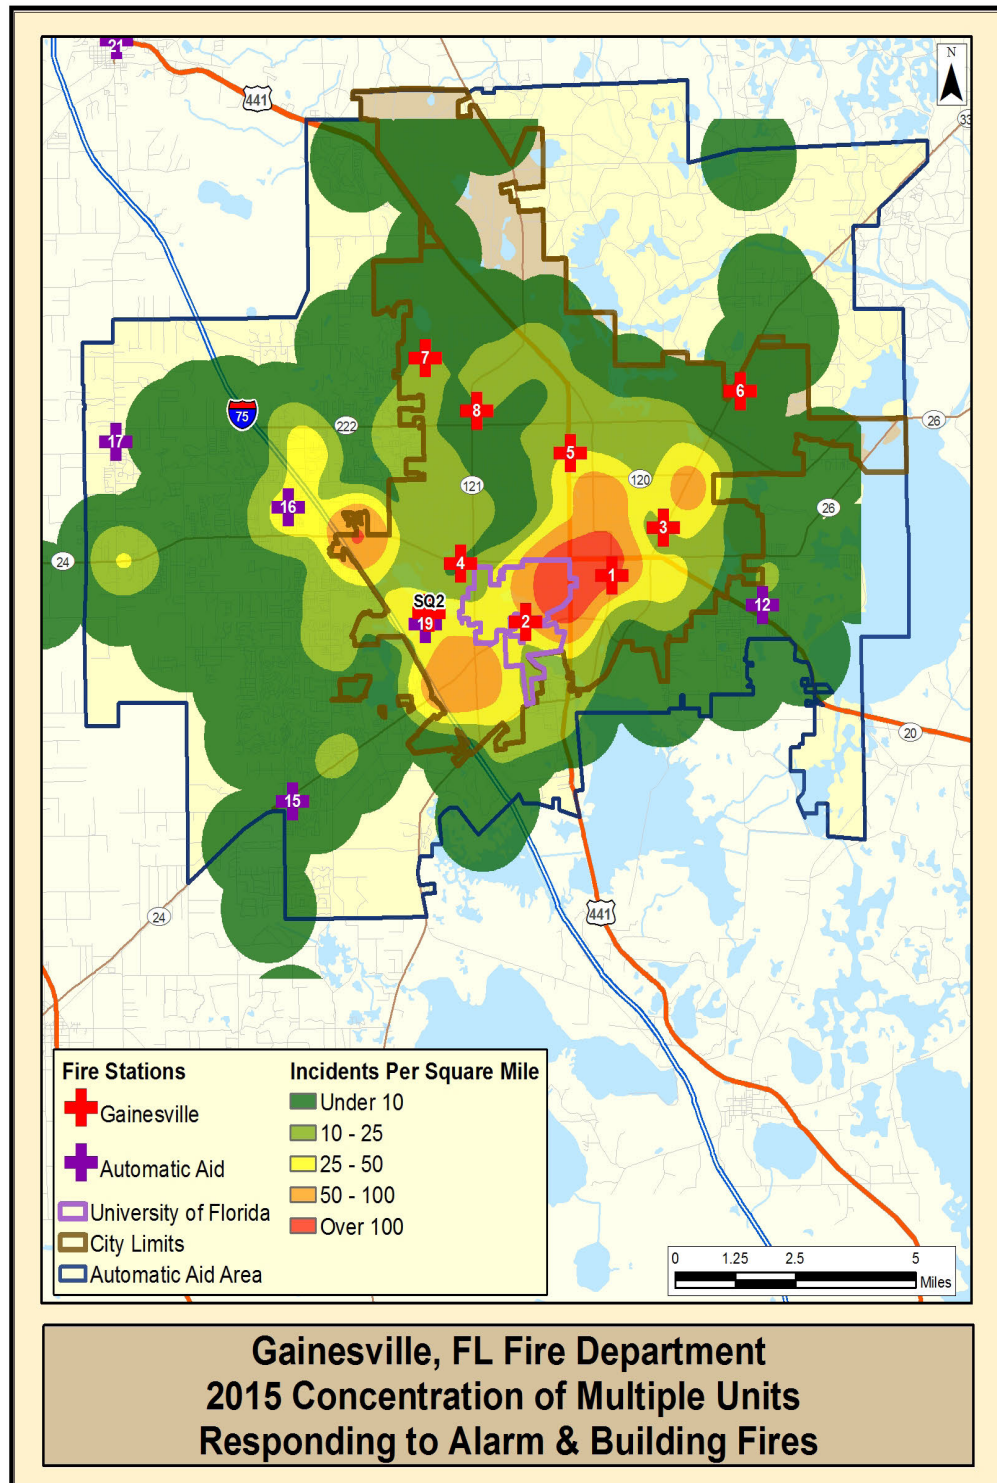 21
N
441
33
7
6
75
8
17
222
26
5
121
120
16
26
3
24
4
1
SQ2
12
19
2
20
15
24
441
Fire Stations
Gainesville
Automatic Aid
University of Florida
City Limits
Automatic Aid Area
Incidents Per Square Mile
Under 10
10 - 25
25 - 50
50 - 100
Over 100
0 1.25 2.5 5
Miles
Gainesville, FL Fire Department
2015 Concentration of Multiple Units
Responding to Alarm & Building Fires